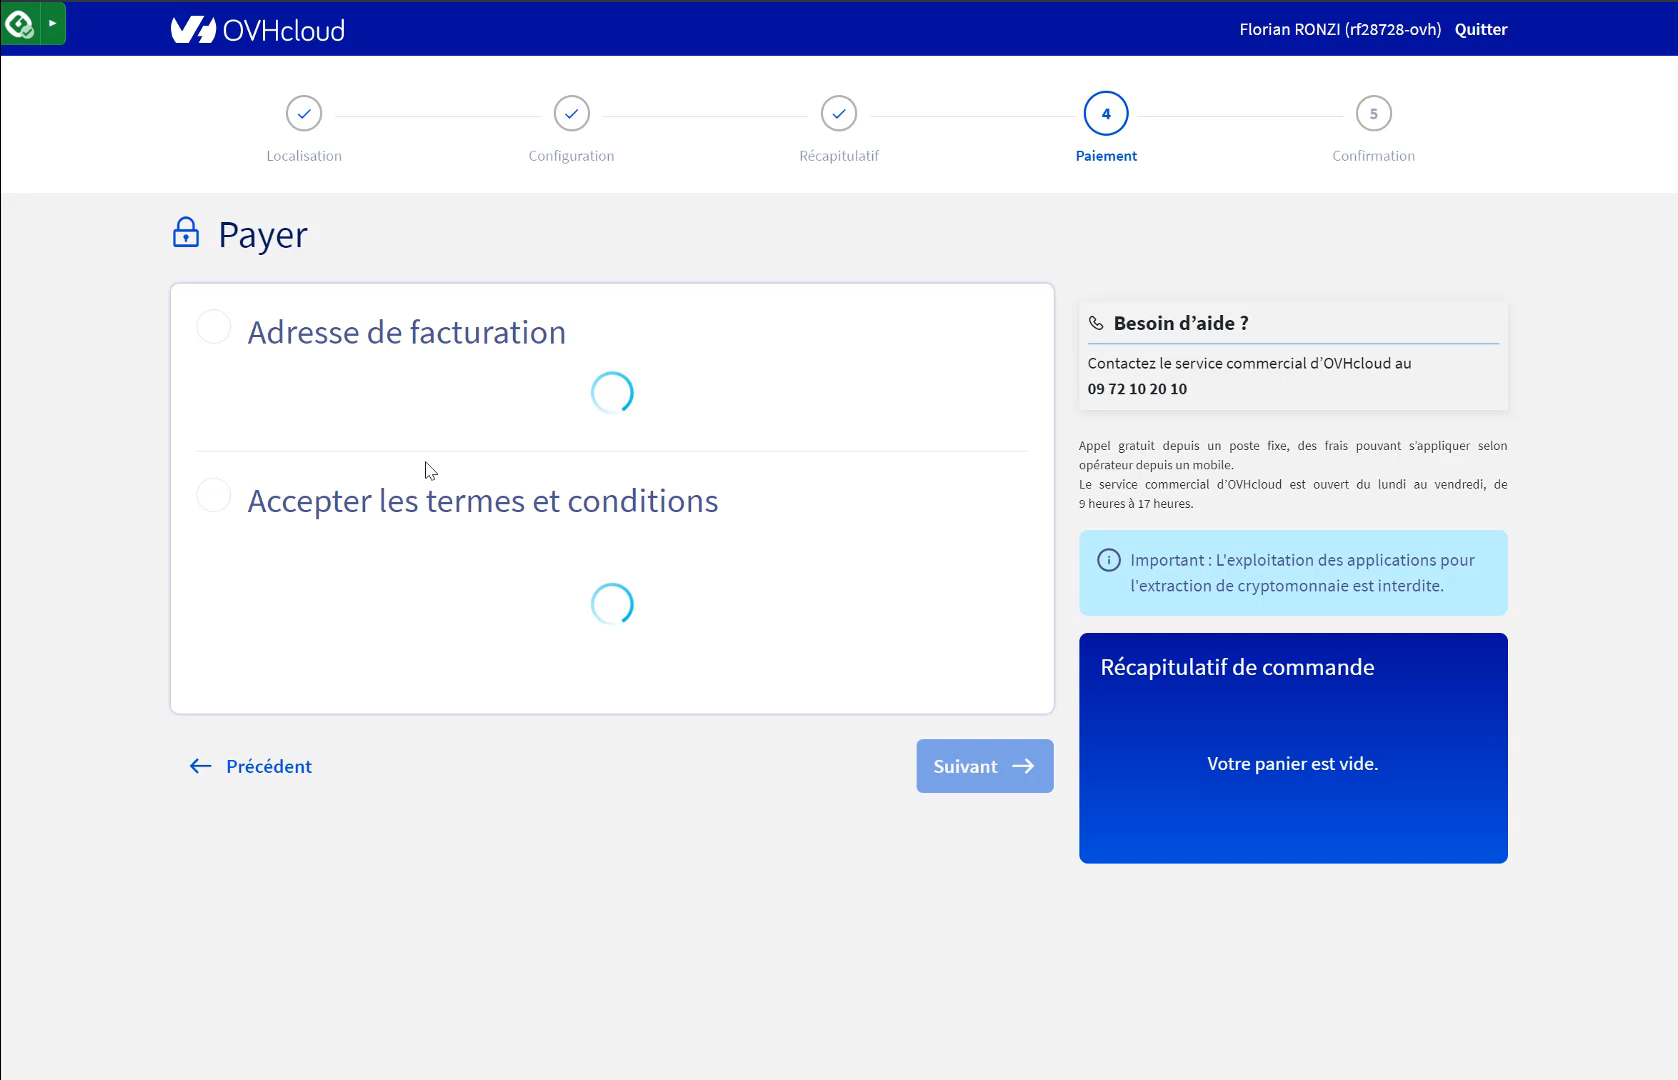 OVHcloud
Florian RONZI (rf28728-ovh) Quitter
4
5
Localisation
Configuration
Récapitulatif
Paiement
Confirmation
Payer
Adresse de facturation
Accepter les termes et conditions
Précédent
Suivant
Besoin d’aide ?
Contactez le service commercial d’OVHcloud au
09 72 10 20 10
Appel gratuit depuis un poste fixe, des frais pouvant s’appliquer selon
opérateur depuis un mobile.
Le service commercial d’OVHcloud est ouvert du lundi au vendredi, de
9 heures à 17 heures.
Important : L'exploitation des applications pour
l'extraction de cryptomonnaie est interdite.
Récapitulatif de commande
Votre panier est vide.